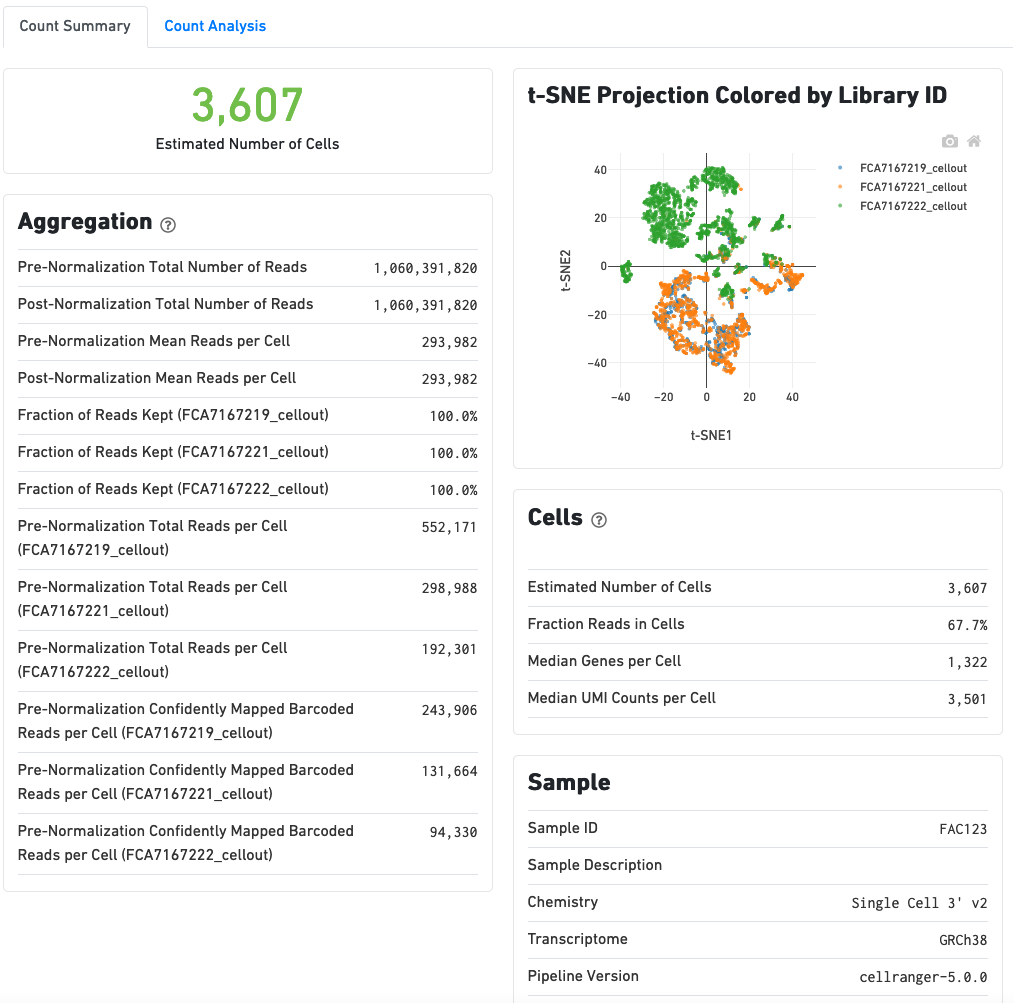 Count Summary
Count Analysis
3,607
Estimated Number of Cells
Aggregation ?
Pre-Normalization Total Number of Reads 1,060,391,820
Post-Normalization Total Number of Reads 1,060,391,820
Pre-Normalization Mean Reads per Cell 293,982
Post-Normalization Mean Reads per Cell 293,982
Fraction of Reads Kept (FCA7167219_cellout) 100.0%
Fraction of Reads Kept (FCA7167221_cellout) 100.0%
Fraction of Reads Kept (FCA7167222_cellout) 100.0%
Pre-Normalization Total Reads per Cell 552,171
(FCA7167219_cellout)
Pre-Normalization Total Reads per Cell 298,988
(FCA7167221_cellout)
Pre-Normalization Total Reads per Cell 192,301
(FCA7167222_cellout)
Pre-Normalization Confidently Mapped Barcoded 243,906
Reads per Cell (FCA7167219_cellout)
Pre-Normalization Confidently Mapped Barcoded 131,664
Reads per Cell (FCA7167221_cellout)
Pre-Normalization Confidently Mapped Barcoded 94,330
Reads per Cell (FCA7167222_cellout)
t-SNE Projection Colored by Library ID
FCA7167219_cellout
FCA7167221_cellout
FCA7167222_cellout
40
20
0
−20
−40
t-SNE2
−40 −20 0 20 40
t-SNE1
Cells ?
Estimated Number of Cells 3,607
Fraction Reads in Cells 67.7%
Median Genes per Cell 1,322
Median UMI Counts per Cell 3,501
Sample
Sample ID FAC123
Sample Description
Chemistry Single Cell 3' v2
Transcriptome GRCh38
Pipeline Version cellranger-5.0.0